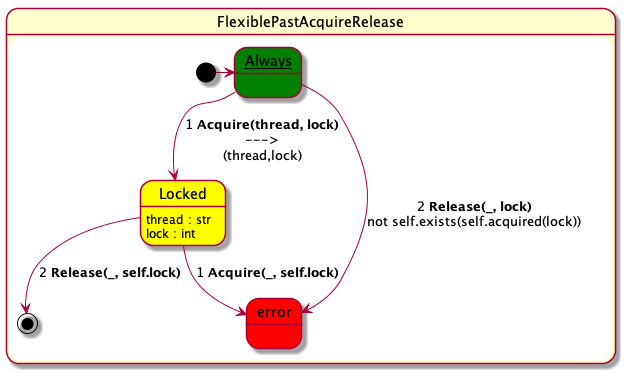 FlexiblePastAcquireRelease
Always
1 Acquire(thread, lock)
--->
(thread,lock)
2 Release(_, lock)
not self.exists(self.acquired(lock))
Locked
thread : str
lock : int
2 Release(_, self.lock)
1 Acquire(_, self.lock)
error